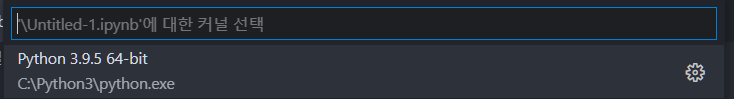 '\Untitled-1.ipynb'에 대한 커널 선택
Python 3.9.5 64-bit
C:\Python3\python.exe